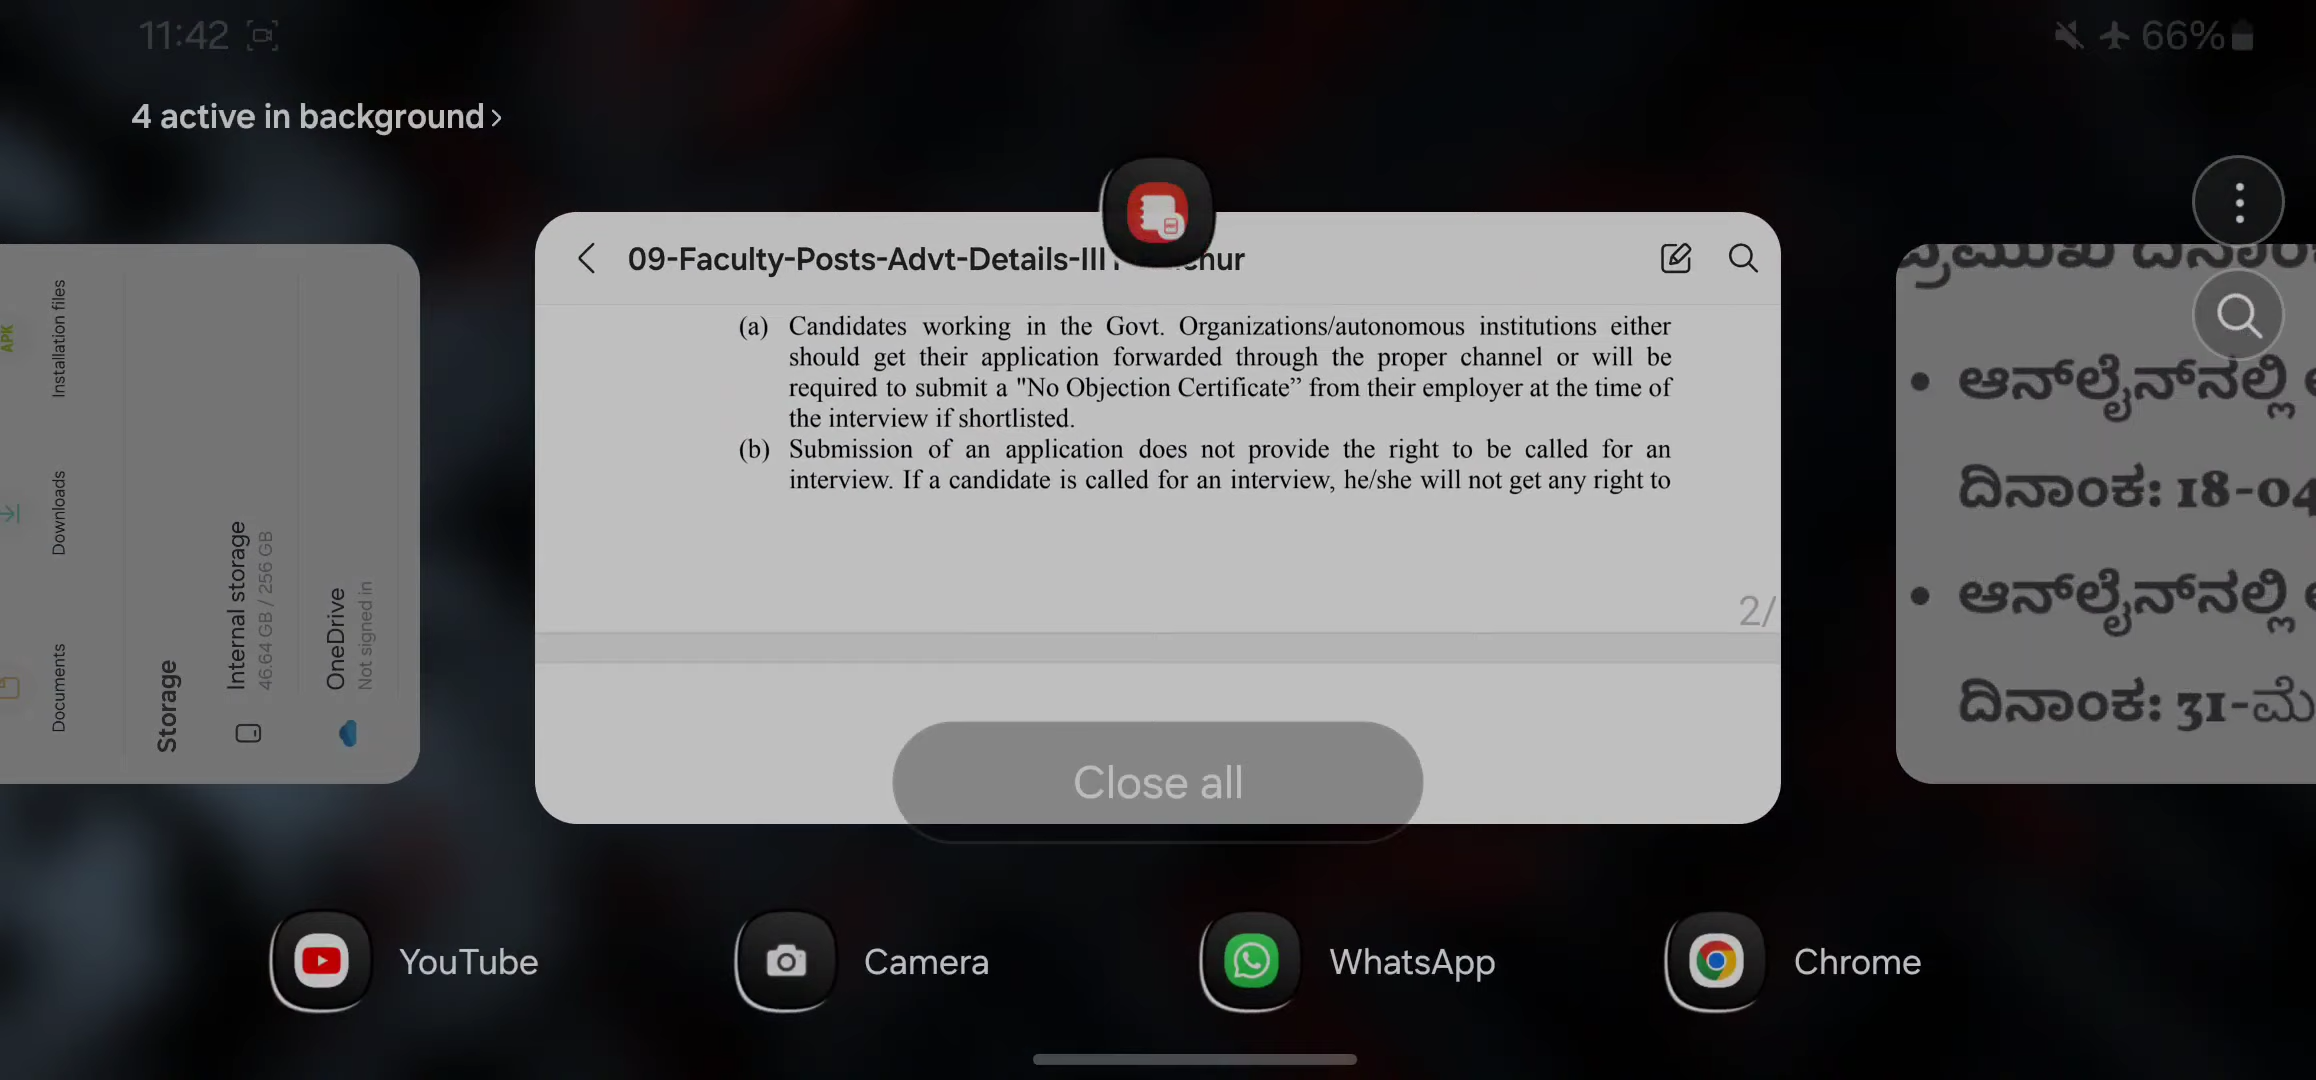 11:42
66%
4 active in background >
APK
Installation files
Downloads
Documents
Storage
Internal storage
46.64 GB / 256 GB
OneDrive
Not signed in
09-Faculty-Posts-Advt-Details-III
(a) Candidates working in the Govt. Organizations/autonomous institutions either
should get their application forwarded through the proper channel or will be
required to submit a "No Objection Certificate” from their employer at the time of
the interview if shortlisted.
(b) Submission of an application does not provide the right to be called for an
interview. If a candidate is called for an interview, he/she will not get any right to
2/
Close all
ಪ್ರಮುಖ
• ಆನ್‌ಲೈನ್‌ನಲ್ಲಿ
ದಿನಾಂಕ: 18-04
• ಆನ್‌ಲೈನ್‌ನಲ್ಲಿ
ದಿನಾಂಕ: 31-ಮೆ
YouTube
Camera
WhatsApp
Chrome